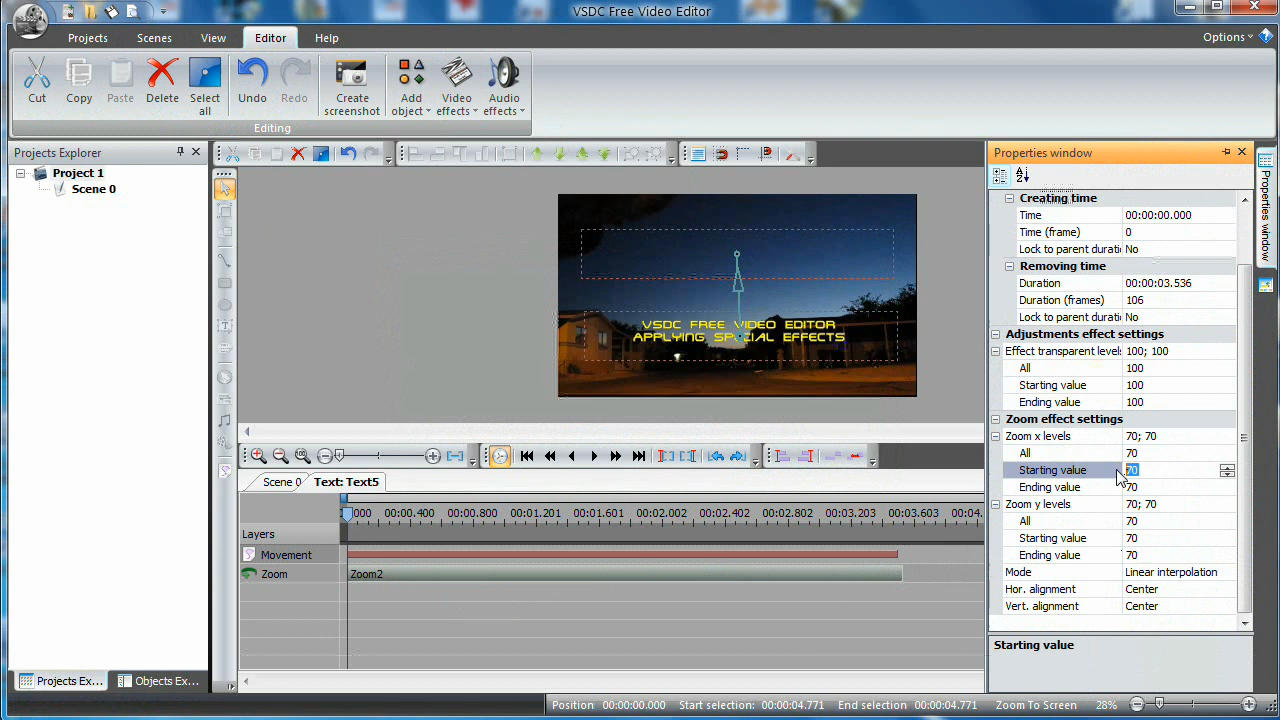 VSDC Free Video Editor
Projects
Scenes
View
Editor
Help
Options
Cut
Copy
Paste
Delete
Select
all
Undo
Redo
Create
screenshot
Add
object
Video
effects
Audio
effects
Editing
Projects Explorer
Project 1
Scene 0
Projects Ex...
Objects Ex...
VSDC FREE VIDEO EDITOR
APPLYING SPECIAL EFFECTS
Scene 0
Text: Text5
000 00:00.400 00:00.800 00:01.201 00:01.601 00:02.002 00:02.402 00:02.802 00:03.203 00:03.603 00:04.
Layers
Movement
Zoom
Zoom2
Properties window
Creating time
Time 00:00:00.000
Time (frame) 0
Lock to parent durati No
Removing time
Duration 00:00:03.536
Duration (frames) 106
Lock to parent durati No
Adjustments effect settings
Effect transparent levels 100; 100
All 100
Starting value 100
Ending value 100
Zoom effect settings
Zoom x levels 70; 70
All 70
Starting value 70
Ending value 70
Zoom y levels 70; 70
All 70
Starting value 70
Ending value 70
Mode Linear interpolation
Hor. alignment Center
Vert. alignment Center
Starting value
Properties window
Position: 00:00:00.000 Start selection: 00:00:04.771 End selection: 00:00:04.771 Zoom To Screen 28%